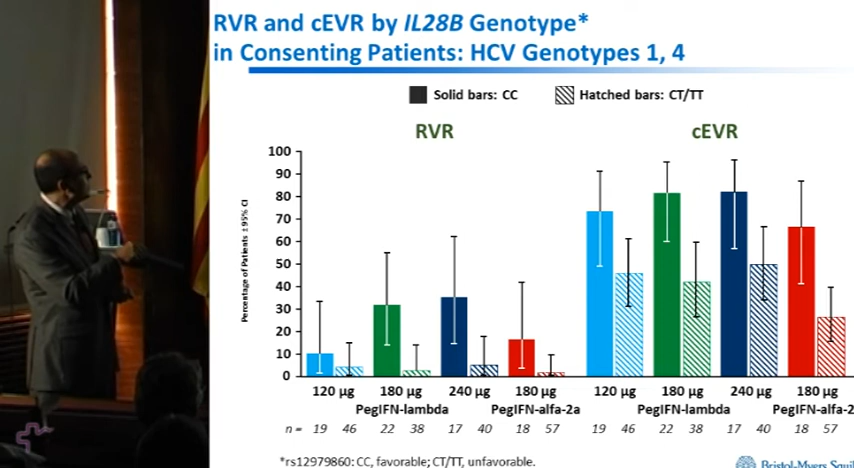 RVR and cEVR by IL28B Genotype*
in Consenting Patients: HCV Genotypes 1, 4
Solid bars: CC Hatched bars: CT/TT
RVR cEVR
Percentage of Patients ± 95% CI
100
90
80
70
60
50
40
30
20
10
0
120 µg 180 µg 240 µg 180 µg 120 µg 180 µg 240 µg 180 µg
PegIFN-lambda PegIFN-alfa-2a PegIFN-lambda PegIFN-alfa-2
n = 19 46 22 38 17 40 18 57 19 46 22 38 17 40 18 57
*rs12979860: CC, favorable; CT/TT, unfavorable.
Bristol-Myers Squi